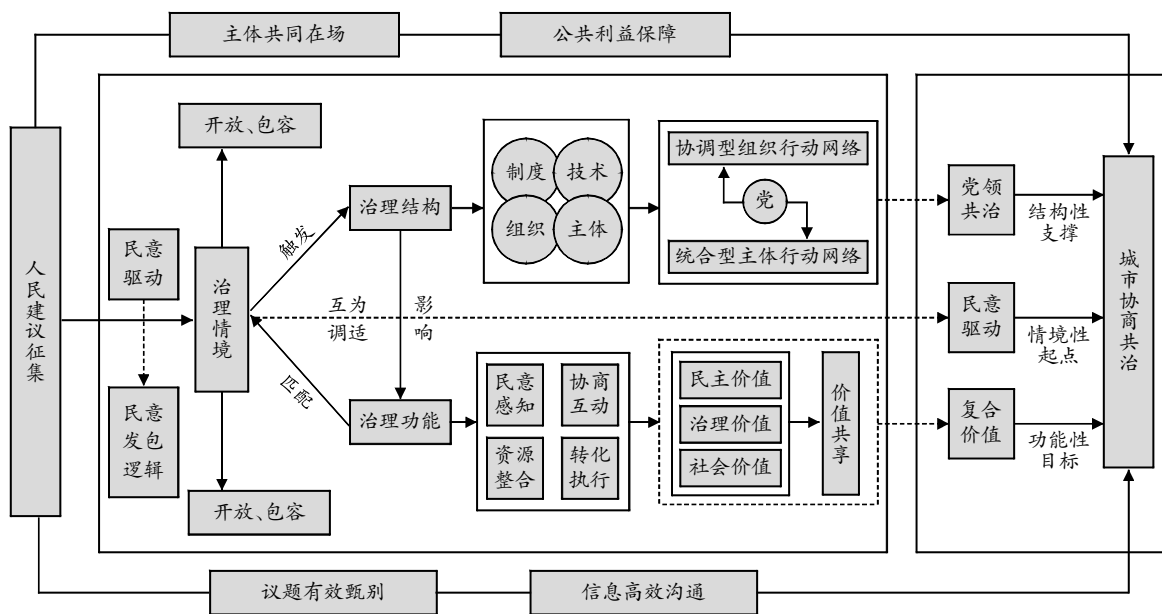 主体共同在场
公共利益保障
开放、包容
制度
技术
组织
主体
协调型组织行动网络
党
统合型主体行动网络
党领
共治
结构性
支撑
治理结构
触发
民意
驱动
人民建议征集
治理情境
互为
调适
影响
民意
驱动
情境性
起点
城市协商共治
匹配
民意
发包
逻辑
治理功能
民意
感知
协商
互动
资源
整合
转化
执行
民主价值
治理价值
社会价值
价值共享
复合
价值
功能性
目标
开放、包容
议题有效甄别
信息高效沟通